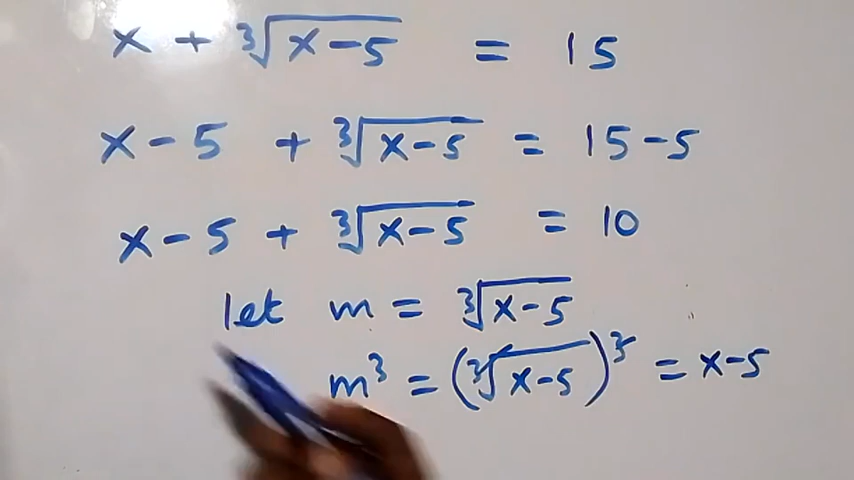 x + ∛(x-5) = 15
x-5 + ∛(x-5) = 15-5
x-5 + ∛(x-5) = 10
let m = ∛(x-5)
m³ = (∛(x-5))³ = x-5